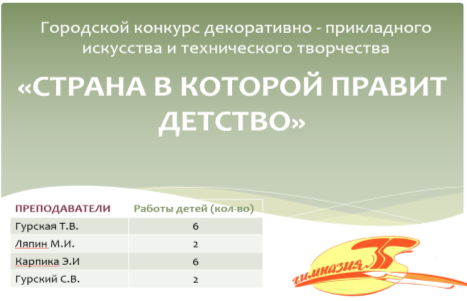 Городской конкурс декоративно - прикладного
искусства и технического творчества
«СТРАНА В КОТОРОЙ ПРАВИТ
ДЕТСТВО»
ПРЕПОДАВАТЕЛИ Работы детей (кол-во)
Гурская Т.В. 6
Ляпин М.И. 2
Карпика Э.И 6
Гурский С.В. 2
гимназия